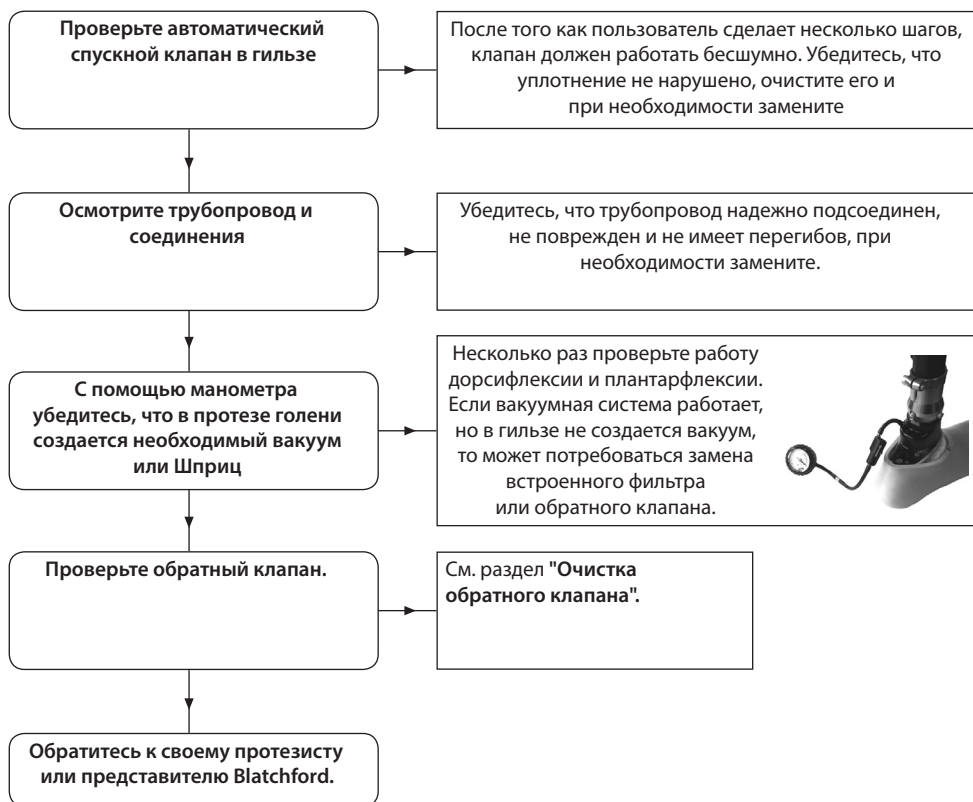 Проверьте автоматический
спускной клапан в гильзе
После того как пользователь сделает несколько шагов,
клапан должен работать бесшумно. Убедитесь, что
уплотнение не нарушено, очистите его и
при необходимости замените
Осмотрите трубопровод и
соединения
Убедитесь, что трубопровод надежно подсоединен,
не поврежден и не имеет перегибов, при
необходимости замените.
С помощью манометра
убедитесь, что в протезе голени
создается необходимый вакуум
или Шприц
Несколько раз проверьте работу
дорсифлексии и плантарфлексии.
Если вакуумная система работает,
но в гильзе не создается вакуум,
то может потребоваться замена
встроенного фильтра
или обратного клапана.
Проверьте обратный клапан.
См. раздел "Очистка
обратного клапана".
Обратитесь к своему протезисту
или представителю Blatchford.